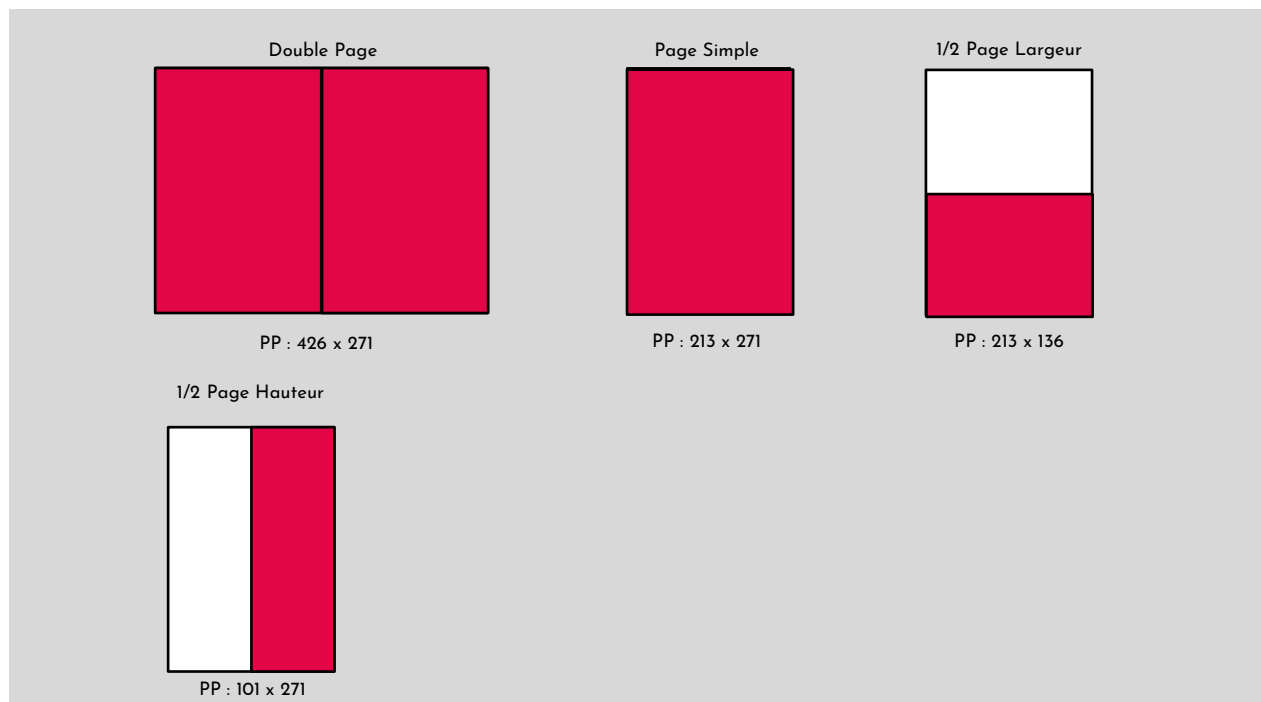 Double Page
Page Simple
1/2 Page Largeur
PP : 426 x 271
PP : 213 x 271
PP : 213 x 136
1/2 Page Hauteur
PP : 101 x 271